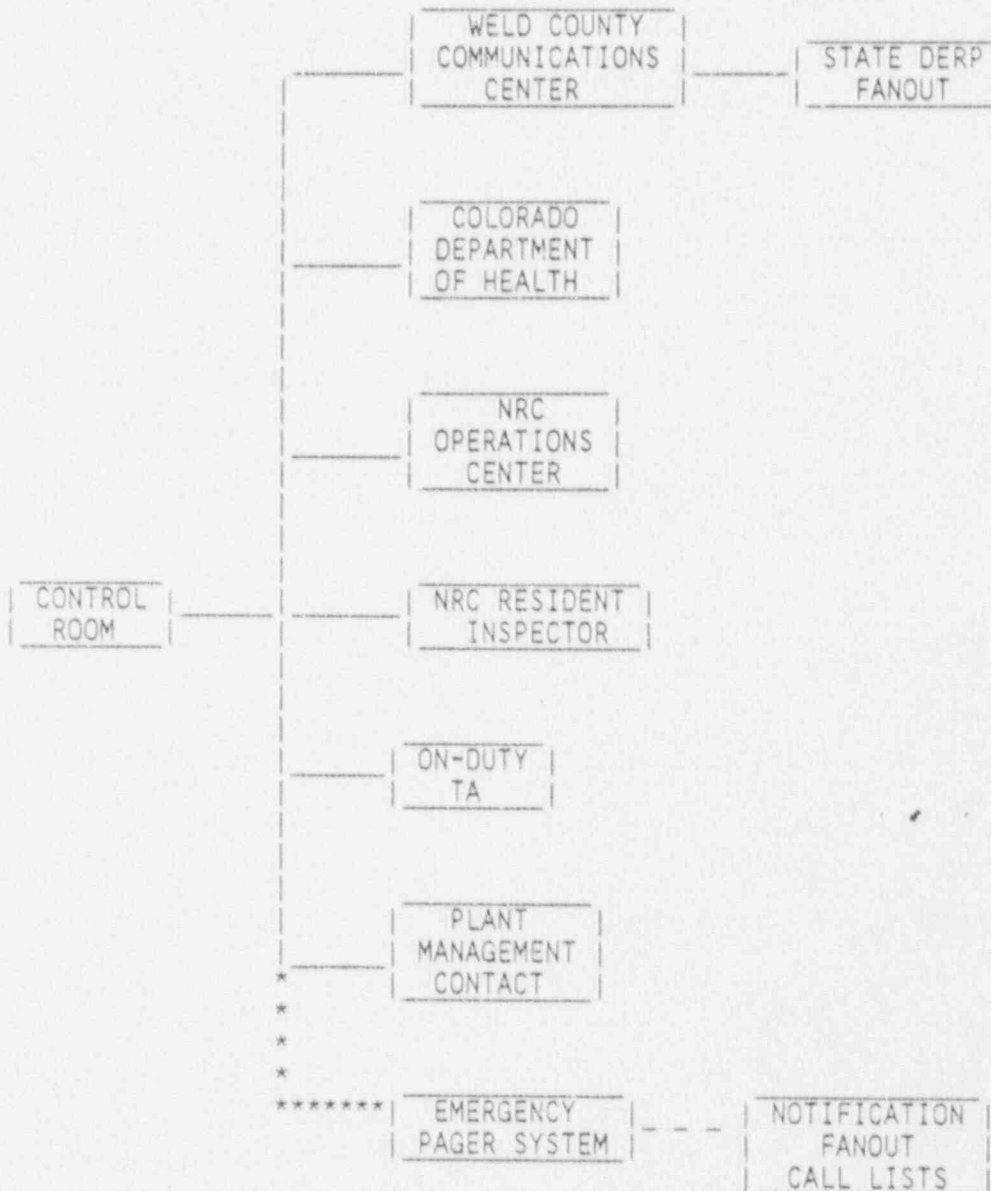 WELD COUNTY
COMMUNICATIONS
CENTER
STATE DERP
FANOUT
COLORADO
DEPARTMENT
OF HEALTH
NRC
OPERATIONS
CENTER
CONTROL
ROOM
NRC RESIDENT
INSPECTOR
ON-DUTY
TA
PLANT
MANAGEMENT
CONTACT
*
*
*
*
*******
EMERGENCY
PAGER SYSTEM
NOTIFICATION
FANOUT
CALL LISTS